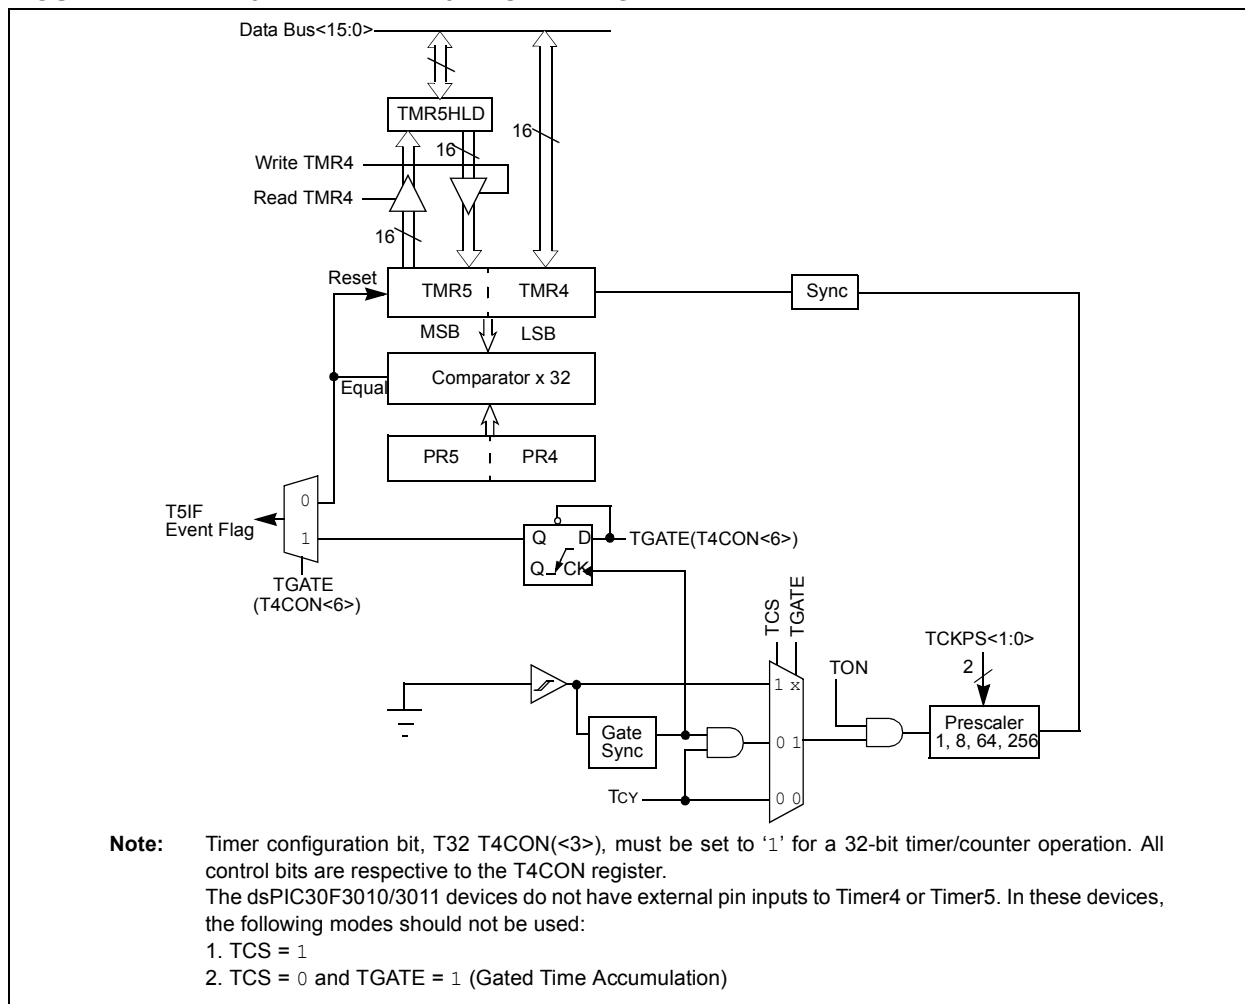 Data Bus<15:0>
TMR5HLD
16
16
Write TMR4
Read TMR4
16
Reset
TMR5
TMR4
Sync
MSB
LSB
Equal
Comparator x 32
PR5
PR4
0
1
T5IF
Event Flag
TGATE
(T4CON<6>)
Q
D
TGATE(T4CON<6>)
Q
CK
TCS
TGATE
TCKPS<1:0>
2
TON
1 x
Gate
Sync
0 1
Prescaler
1, 8, 64, 256
TCY
0 0
Note: Timer configuration bit, T32 T4CON(<3>), must be set to ‘1’ for a 32-bit timer/counter operation. All
control bits are respective to the T4CON register.
The dsPIC30F3010/3011 devices do not have external pin inputs to Timer4 or Timer5. In these devices,
the following modes should not be used:
1. TCS = 1
2. TCS = 0 and TGATE = 1 (Gated Time Accumulation)